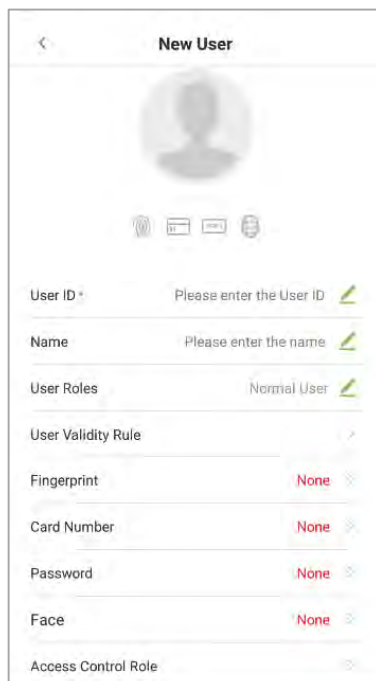 New User
User ID * Please enter the User ID
Name Please enter the name
User Roles Normal User
User Validity Rule
Fingerprint None
Card Number None
Password None
Face None
Access Control Role